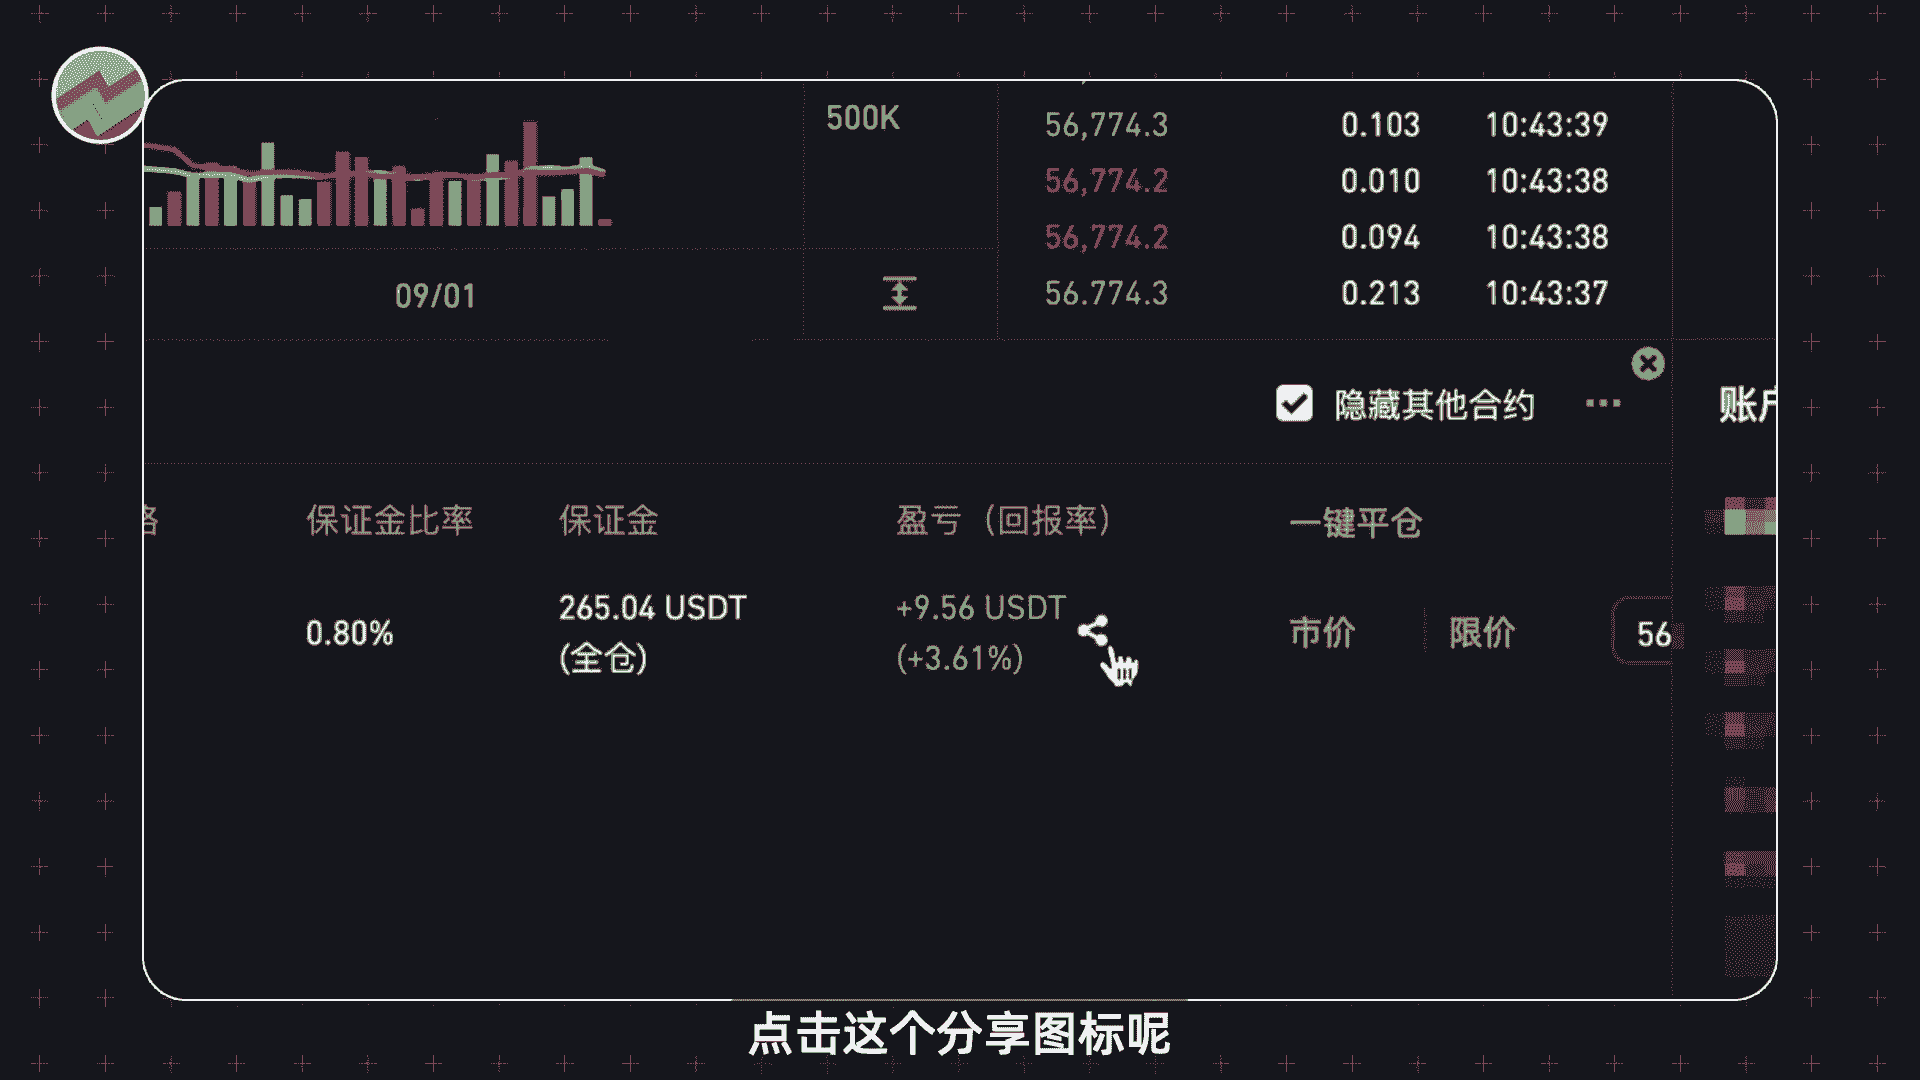 500K
56,774.3 0.103 10:43:39
56,774.2 0.010 10:43:38
56,774.2 0.094 10:43:38
56.774.3 0.213 10:43:37
09/01
隐藏其他合约 ...
账户
保证金比率 保证金 盈亏（回报率） 一键平仓
0.80%
265.04 USDT
(全仓)
+9.56 USDT
(+3.61%)
市价 限价 56
点击这个分享图标呢